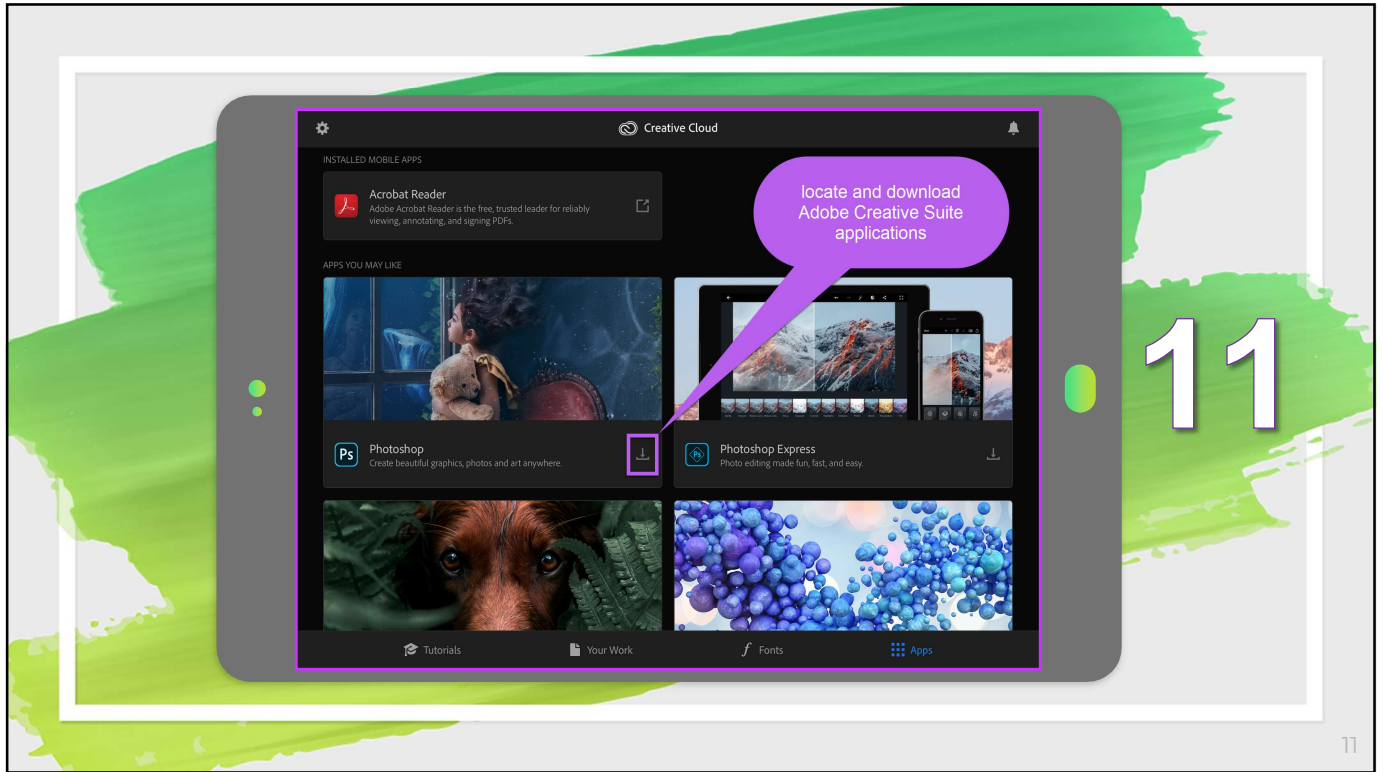 Creative Cloud
INSTALLED MOBILE APPS
Acrobat Reader
Adobe Acrobat Reader is the free, trusted leader for reliably
viewing, annotating, and signing PDFs.
locate and download
Adobe Creative Suite
applications
APPS YOU MAY LIKE
Ps
Photoshop
Create beautiful graphics, photos and art anywhere.
Ps
Photoshop Express
Photo editing made fun, fast, and easy.
Tutorials
Your Work
f Fonts
Apps
11
11